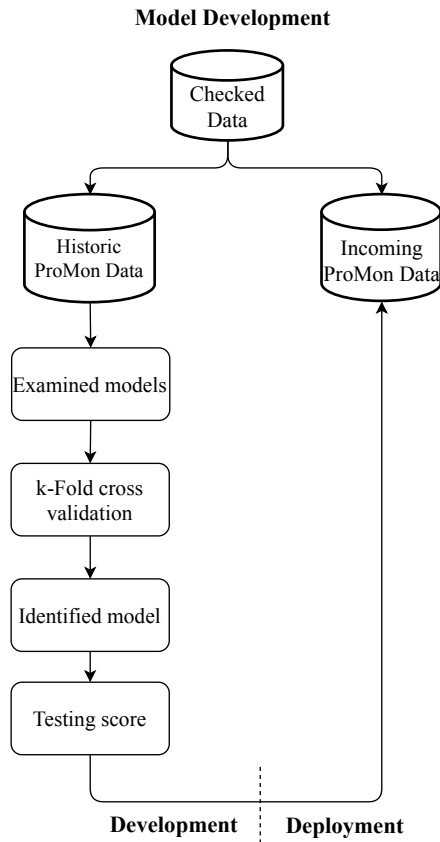 Model Development
Checked
Data
Historic
ProMon Data
Incoming
ProMon Data
Examined models
k-Fold cross
validation
Identified model
Testing score
Development
Deployment